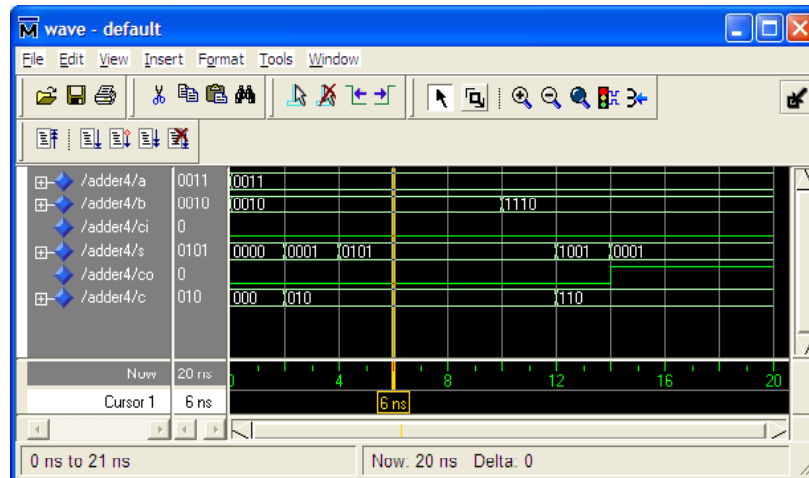 wave - default
File Edit View Insert Format Tools Window
/adder4/a 0011 0011
/adder4/b 0010 0010 1110
/adder4/ci 0
/adder4/s 0101 0000 0001 0101 1001 0001
/adder4/co 0
/adder4/c 010 000 010 110
Now 20 ns 0 4 8 12 16 20
Cursor 1 6 ns 6 ns
0 ns to 21 ns Now: 20 ns Delta: 0